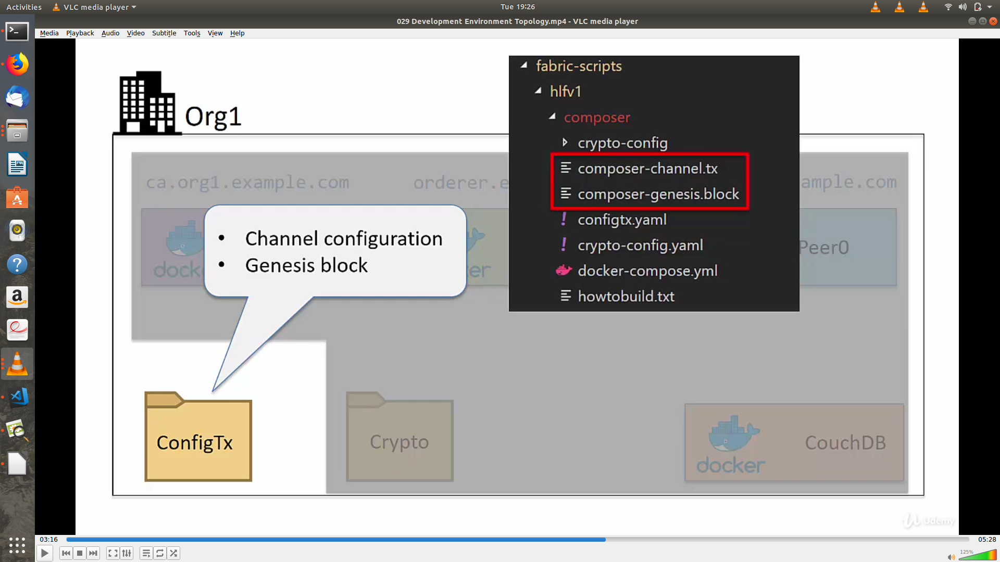 Activities
VLC media player
Tue 19:26
029 Development Environment Topology.mp4 - VLC media player
Media Playback Audio Video Subtitle Tools View Help
Org1
fabric-scripts
hlfv1
composer
crypto-config
composer-channel.tx
composer-genesis.block
configtx.yaml
crypto-config.yaml
docker-compose.yml
howtobuild.txt
ca.org1.example.com
orderer.e
ample.com
• Channel configuration
• Genesis block
docke
er
Peer0
ConfigTx
Crypto
docker
CouchDB
Udemy
03:16
05:28
125%